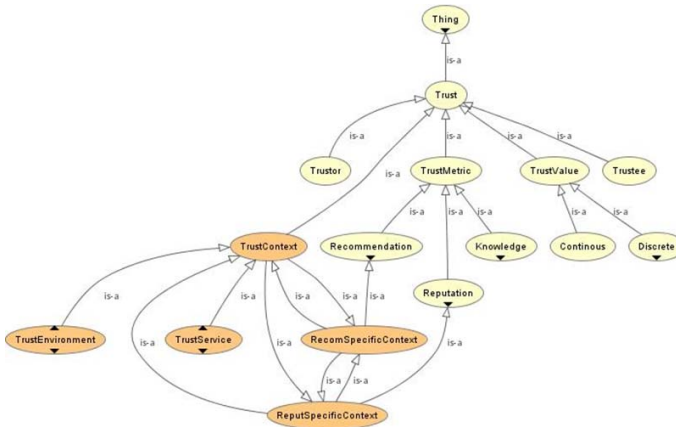 Thing
is-a
Trust
is-a
is-a
is-a
is-a
is-a
Trustor
TrustMetric
TrustValue
Trustee
is-a
is-a
is-a
is-a
is-a
TrustContext
Recommendation
Knowledge
Continous
Discrete
is-a
is-a
is-a
is-a
is-a
Reputation
TrustEnvironment
TrustService
RecomSpecificContext
is-a
is-a
is-a
is-a
is-a
ReputSpecificContext